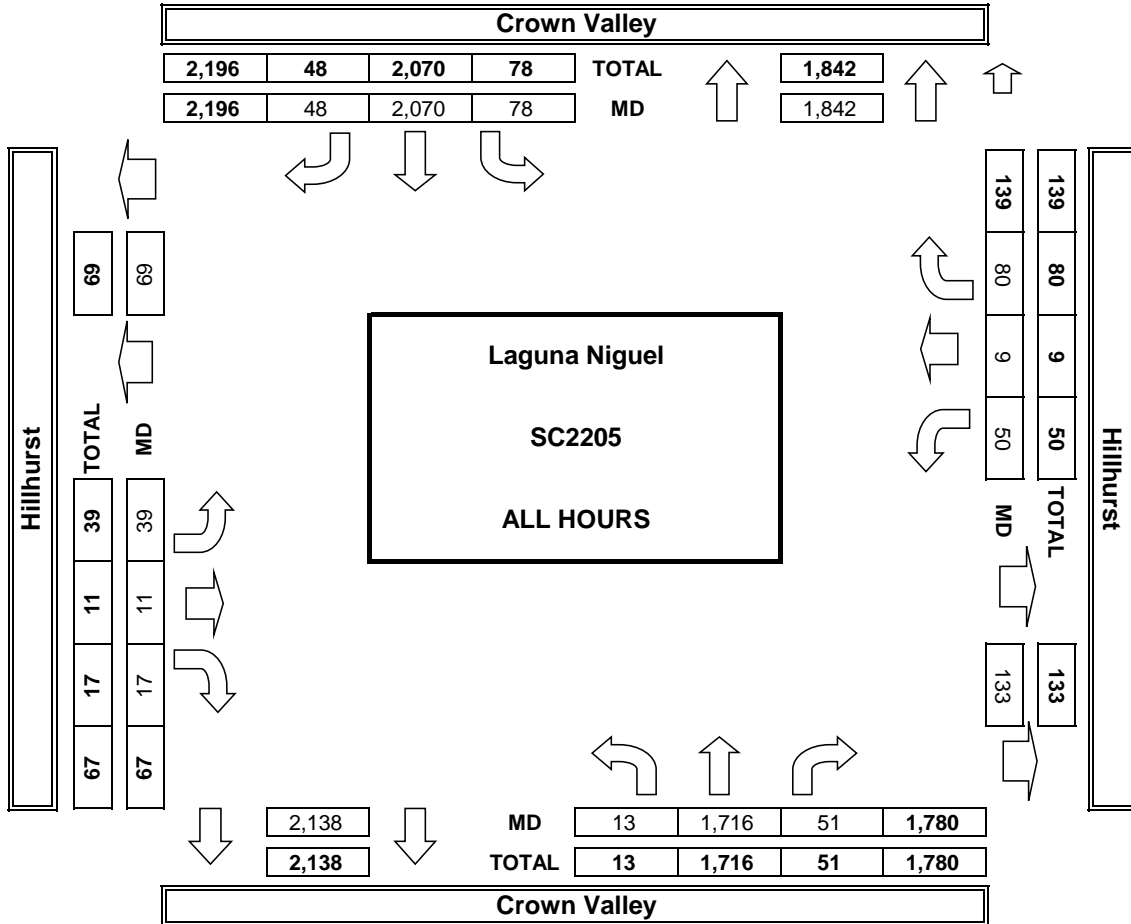 Crown Valley
2,196 48 2,070 78 TOTAL 1,842
2,196 48 2,070 78 MD 1,842
Hillhurst
TOTAL 69 39 11 17 67
MD 69 39 11 17 67
Laguna Niguel
SC2205
ALL HOURS
139 80 9 50 MD 133
139 80 9 50 TOTAL 133
Hillhurst
2,138 MD 13 1,716 51 1,780
2,138 TOTAL 13 1,716 51 1,780
Crown Valley